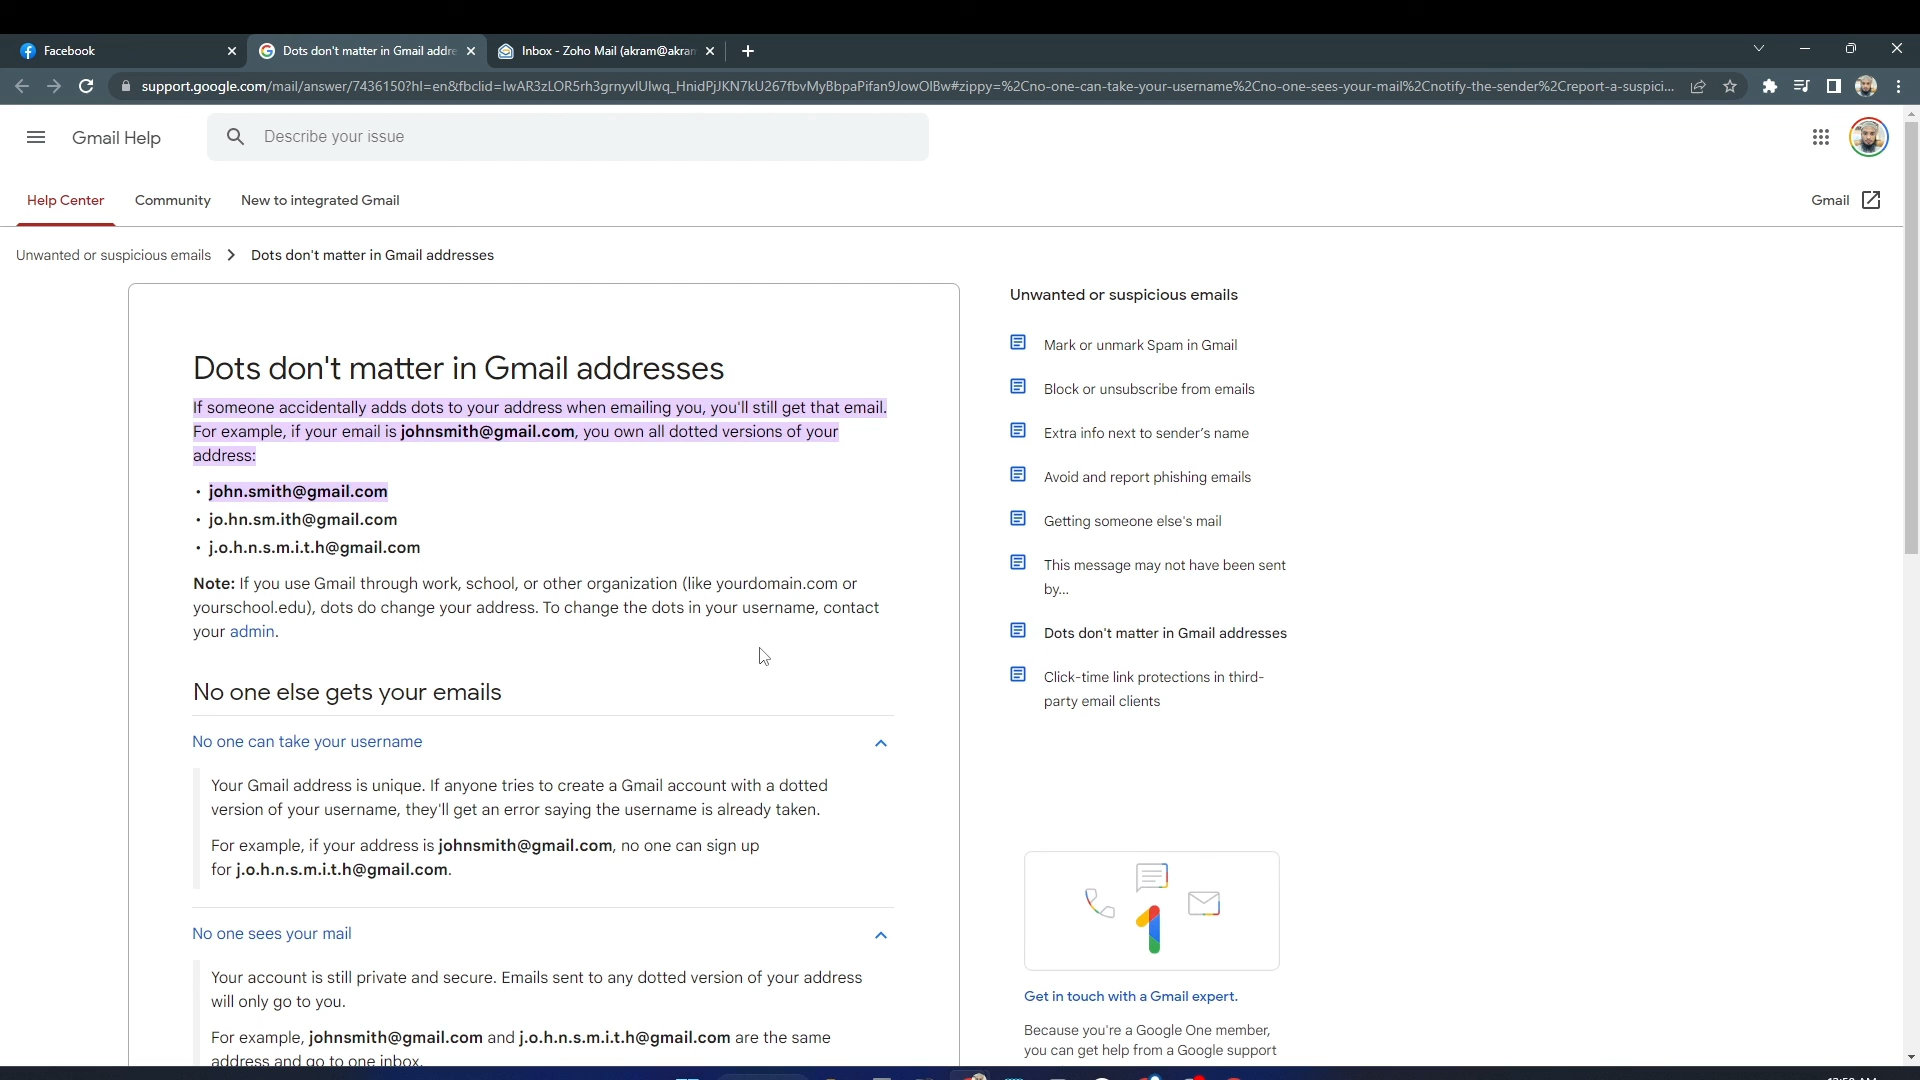 Facebook
Dots don't matter in Gmail addre
Inbox - Zoho Mail (akram@akra
support.google.com/mail/answer/7436150?hl=en&fbclid=IwAR3zLOR5rh3grnyvlUIwq_HnidPjJKN7kU267fbvMyBbpaPifan9JowOlBw#zippy=%2Cno-one-can-take-your-username%2Cno-one-sees-your-mail%2Cnotify-the-sender%2Creport-a-suspici...
Gmail Help
Describe your issue
Help Center
Community
New to integrated Gmail
Gmail
Unwanted or suspicious emails
Dots don't matter in Gmail addresses
Dots don't matter in Gmail addresses
If someone accidentally adds dots to your address when emailing you, you'll still get that email.
For example, if your email is johnsmith@gmail.com, you own all dotted versions of your
address:
• john.smith@gmail.com
• jo.hn.sm.ith@gmail.com
• j.o.h.n.s.m.i.t.h@gmail.com
Note: If you use Gmail through work, school, or other organization (like yourdomain.com or
yourschool.edu), dots do change your address. To change the dots in your username, contact
your admin.
No one else gets your emails
No one can take your username
Your Gmail address is unique. If anyone tries to create a Gmail account with a dotted
version of your username, they'll get an error saying the username is already taken.
For example, if your address is johnsmith@gmail.com, no one can sign up
for j.o.h.n.s.m.i.t.h@gmail.com.
No one sees your mail
Your account is still private and secure. Emails sent to any dotted version of your address
will only go to you.
For example, johnsmith@gmail.com and j.o.h.n.s.m.i.t.h@gmail.com are the same
address and go to one inbox.
Unwanted or suspicious emails
Mark or unmark Spam in Gmail
Block or unsubscribe from emails
Extra info next to sender's name
Avoid and report phishing emails
Getting someone else's mail
This message may not have been sent
by...
Dots don't matter in Gmail addresses
Click-time link protections in third-
party email clients
1
Get in touch with a Gmail expert.
Because you're a Google One member,
you can get help from a Google support